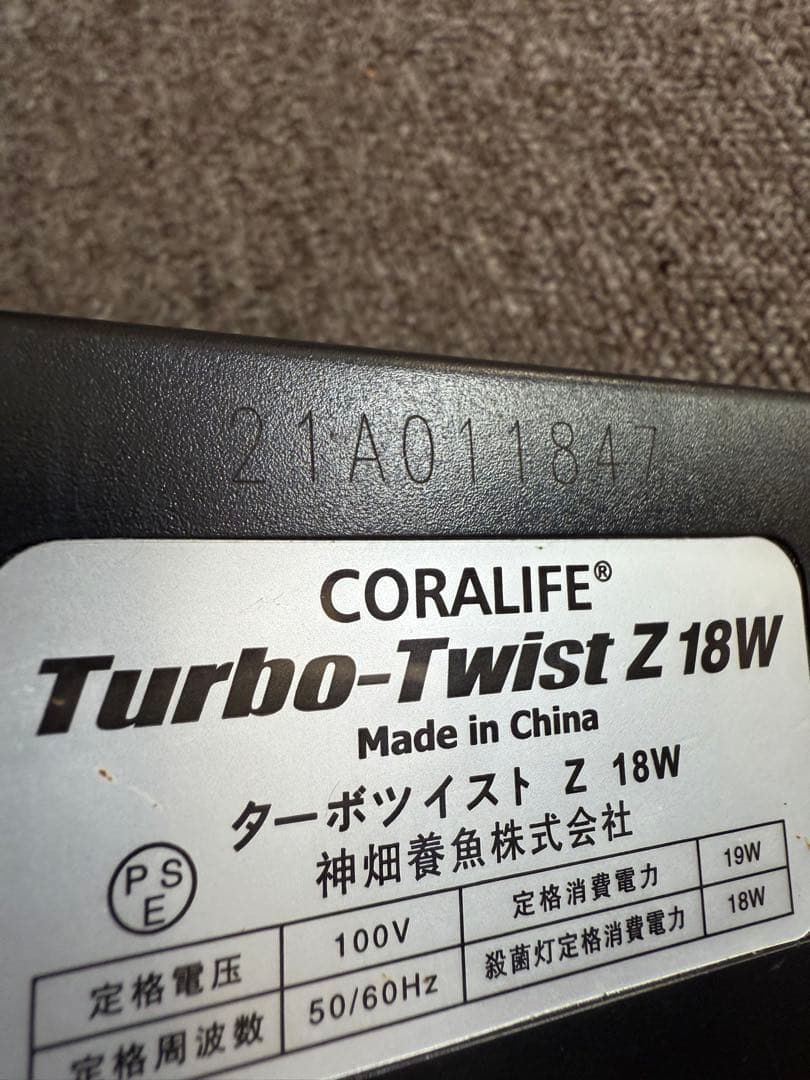 21A011847
CORALIFE®
Turbo-Twist Z 18W
Made in China
ターボツイスト Z 18W
神畑養魚株式会社
PSE
定格電圧 100V 定格消費電力 19W
定格周波数 50/60Hz 殺菌灯定格消費電力 18W